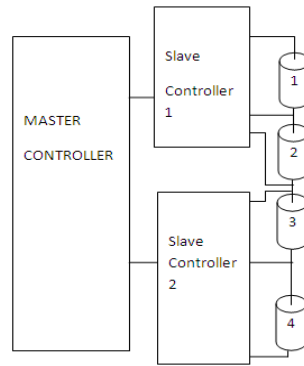 MASTER
CONTROLLER
Slave
Controller
1
Slave
Controller
2
1
2
3
4